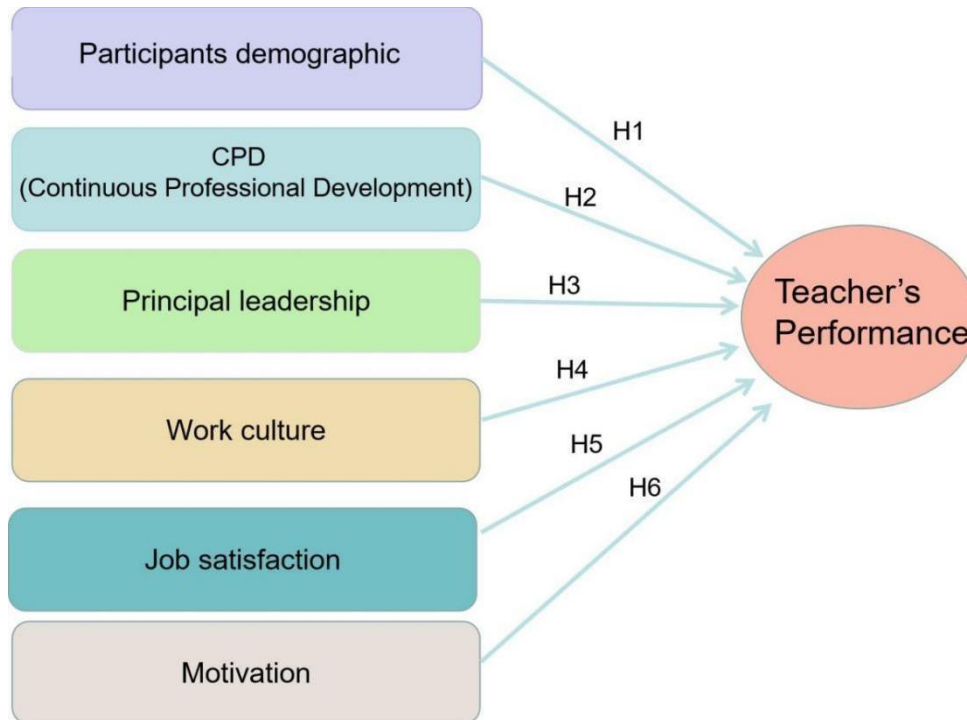 Participants demographic
H1
CPD
(Continuous Professional Development)
H2
Principal leadership
H3
Teacher's
Performance
Work culture
H4
Job satisfaction
H5
Motivation
H6